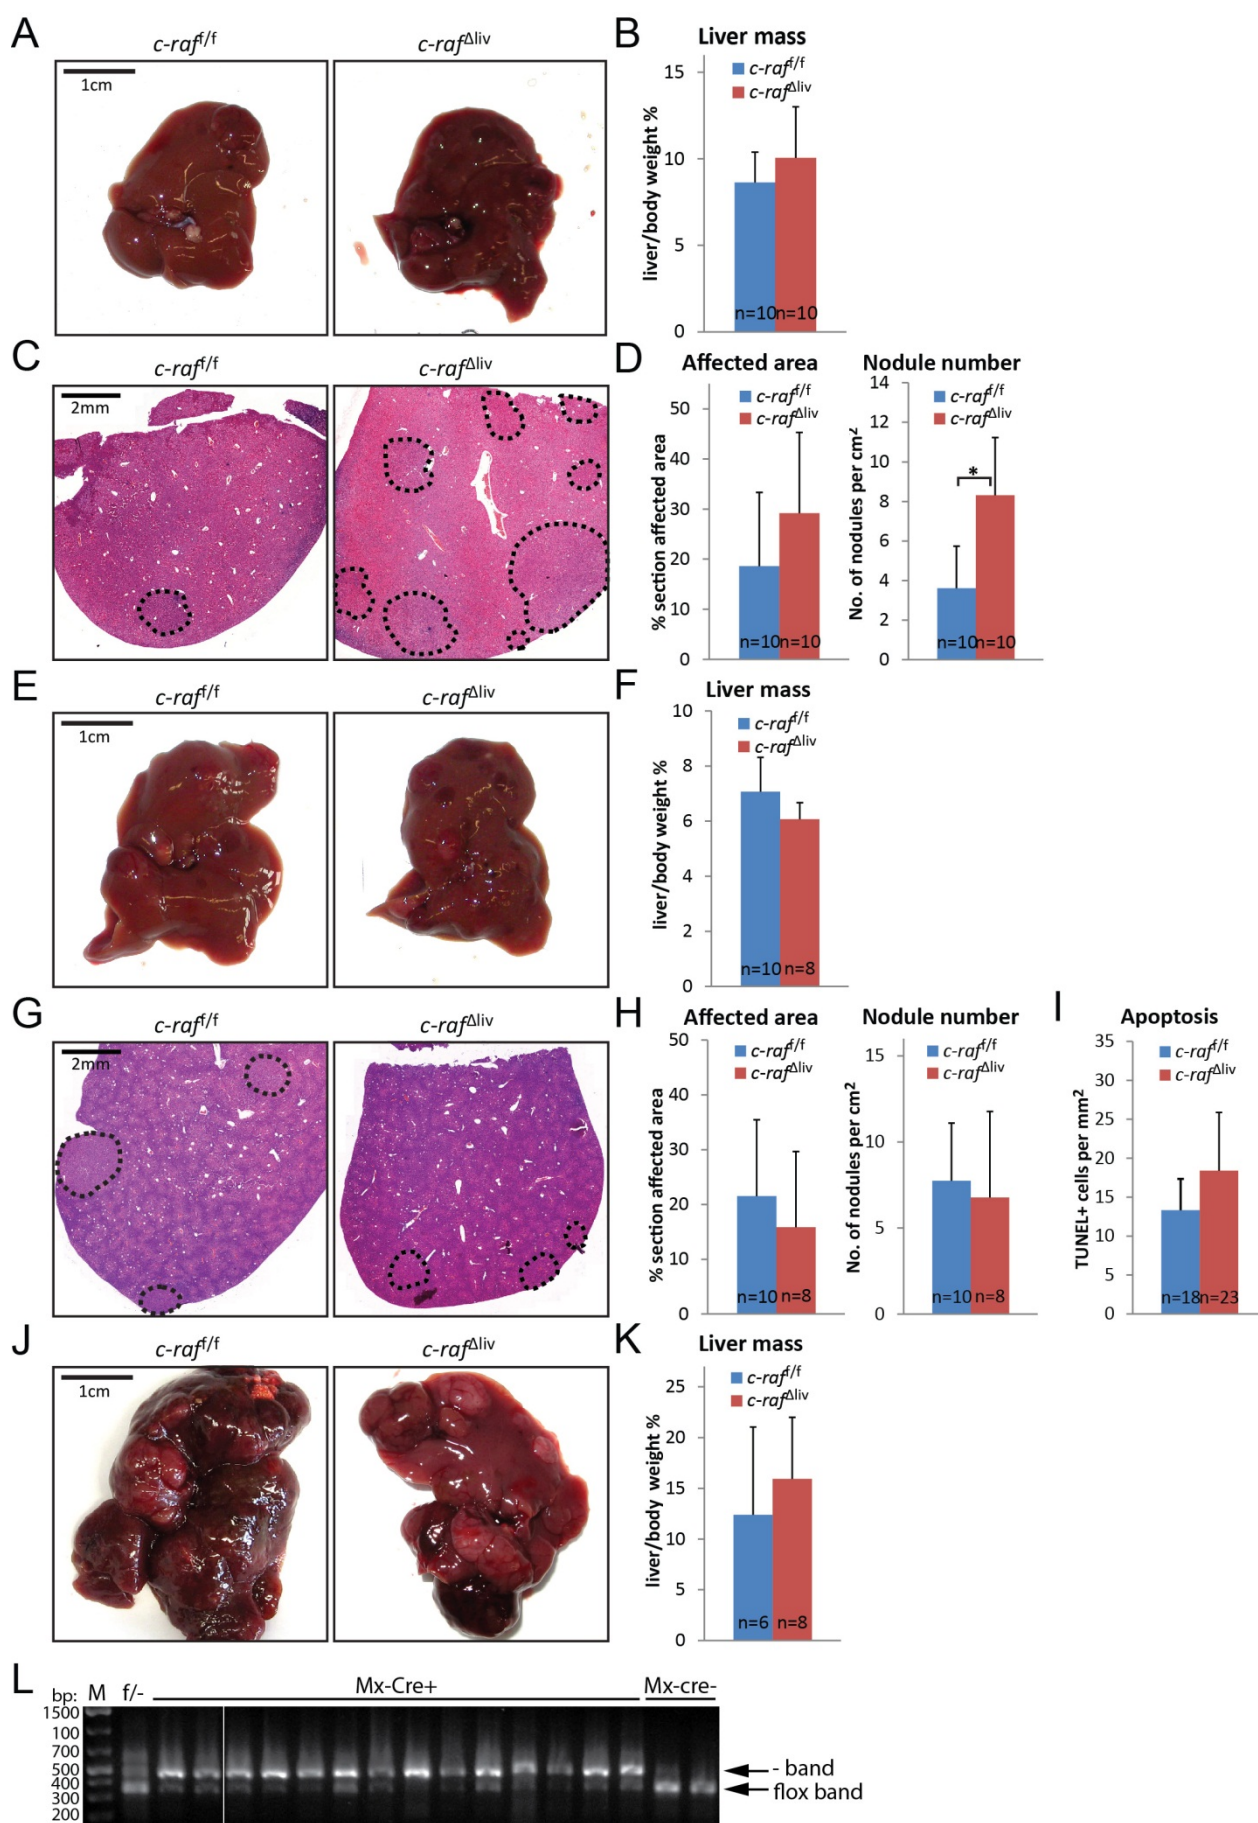 A
c-raf^f/f
c-raf^Δliv
1cm
B
Liver mass
c-raf^f/f
c-raf^Δliv
liver/body weight %
15
10
5
0
n=10 n=10
C
c-raf^f/f
c-raf^Δliv
2mm
D
Affected area
c-raf^f/f
c-raf^Δliv
% section affected area
50
40
30
20
10
0
n=10 n=10
Nodule number
c-raf^f/f
c-raf^Δliv
No. of nodules per cm²
14
12
10
8
6
4
2
0
*
n=10 n=10
E
c-raf^f/f
c-raf^Δliv
1cm
F
Liver mass
c-raf^f/f
c-raf^Δliv
liver/body weight %
10
8
6
4
2
0
n=10 n=8
G
c-raf^f/f
c-raf^Δliv
2mm
H
Affected area
c-raf^f/f
c-raf^Δliv
% section affected area
50
40
30
20
10
0
n=10 n=8
Nodule number
c-raf^f/f
c-raf^Δliv
No. of nodules per cm²
15
10
5
0
n=10 n=8
I
Apoptosis
c-raf^f/f
c-raf^Δliv
TUNEL+ cells per mm²
35
30
25
20
15
10
5
0
n=18 n=23
J
c-raf^f/f
c-raf^Δliv
1cm
K
Liver mass
c-raf^f/f
c-raf^Δliv
liver/body weight %
25
20
15
10
5
0
n=6 n=8
L
bp: M f/- Mx-Cre+ Mx-cre-
1500
100
700
500
400
300
200
- band
flox band